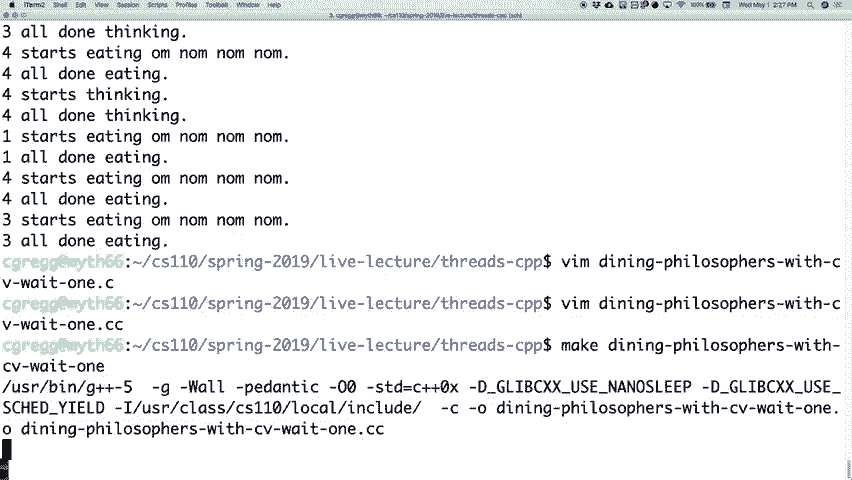 iTerm2 Shell Edit View Session Scripts Profiles Toolbelt Window Help 100% Wed May 1 2:27 PM
3. cgregg@myth66: ~/cs110/spring-2019/live-lecture/threads-cpp (ssh)
3 all done thinking.
4 starts eating om nom nom nom.
4 all done eating.
4 starts thinking.
4 all done thinking.
1 starts eating om nom nom nom.
1 all done eating.
4 starts eating om nom nom nom.
4 all done eating.
3 starts eating om nom nom nom.
3 all done eating.
cgregg@myth66:~/cs110/spring-2019/live-lecture/threads-cpp$ vim dining-philosophers-with-c
v-wait-one.c
cgregg@myth66:~/cs110/spring-2019/live-lecture/threads-cpp$ vim dining-philosophers-with-c
v-wait-one.cc
cgregg@myth66:~/cs110/spring-2019/live-lecture/threads-cpp$ make dining-philosophers-with-
cv-wait-one
/usr/bin/g++-5  -g -Wall -pedantic -O0 -std=c++0x -D_GLIBCXX_USE_NANOSLEEP -D_GLIBCXX_USE_
SCHED_YIELD -I/usr/class/cs110/local/include/  -c -o dining-philosophers-with-cv-wait-one.
o dining-philosophers-with-cv-wait-one.cc